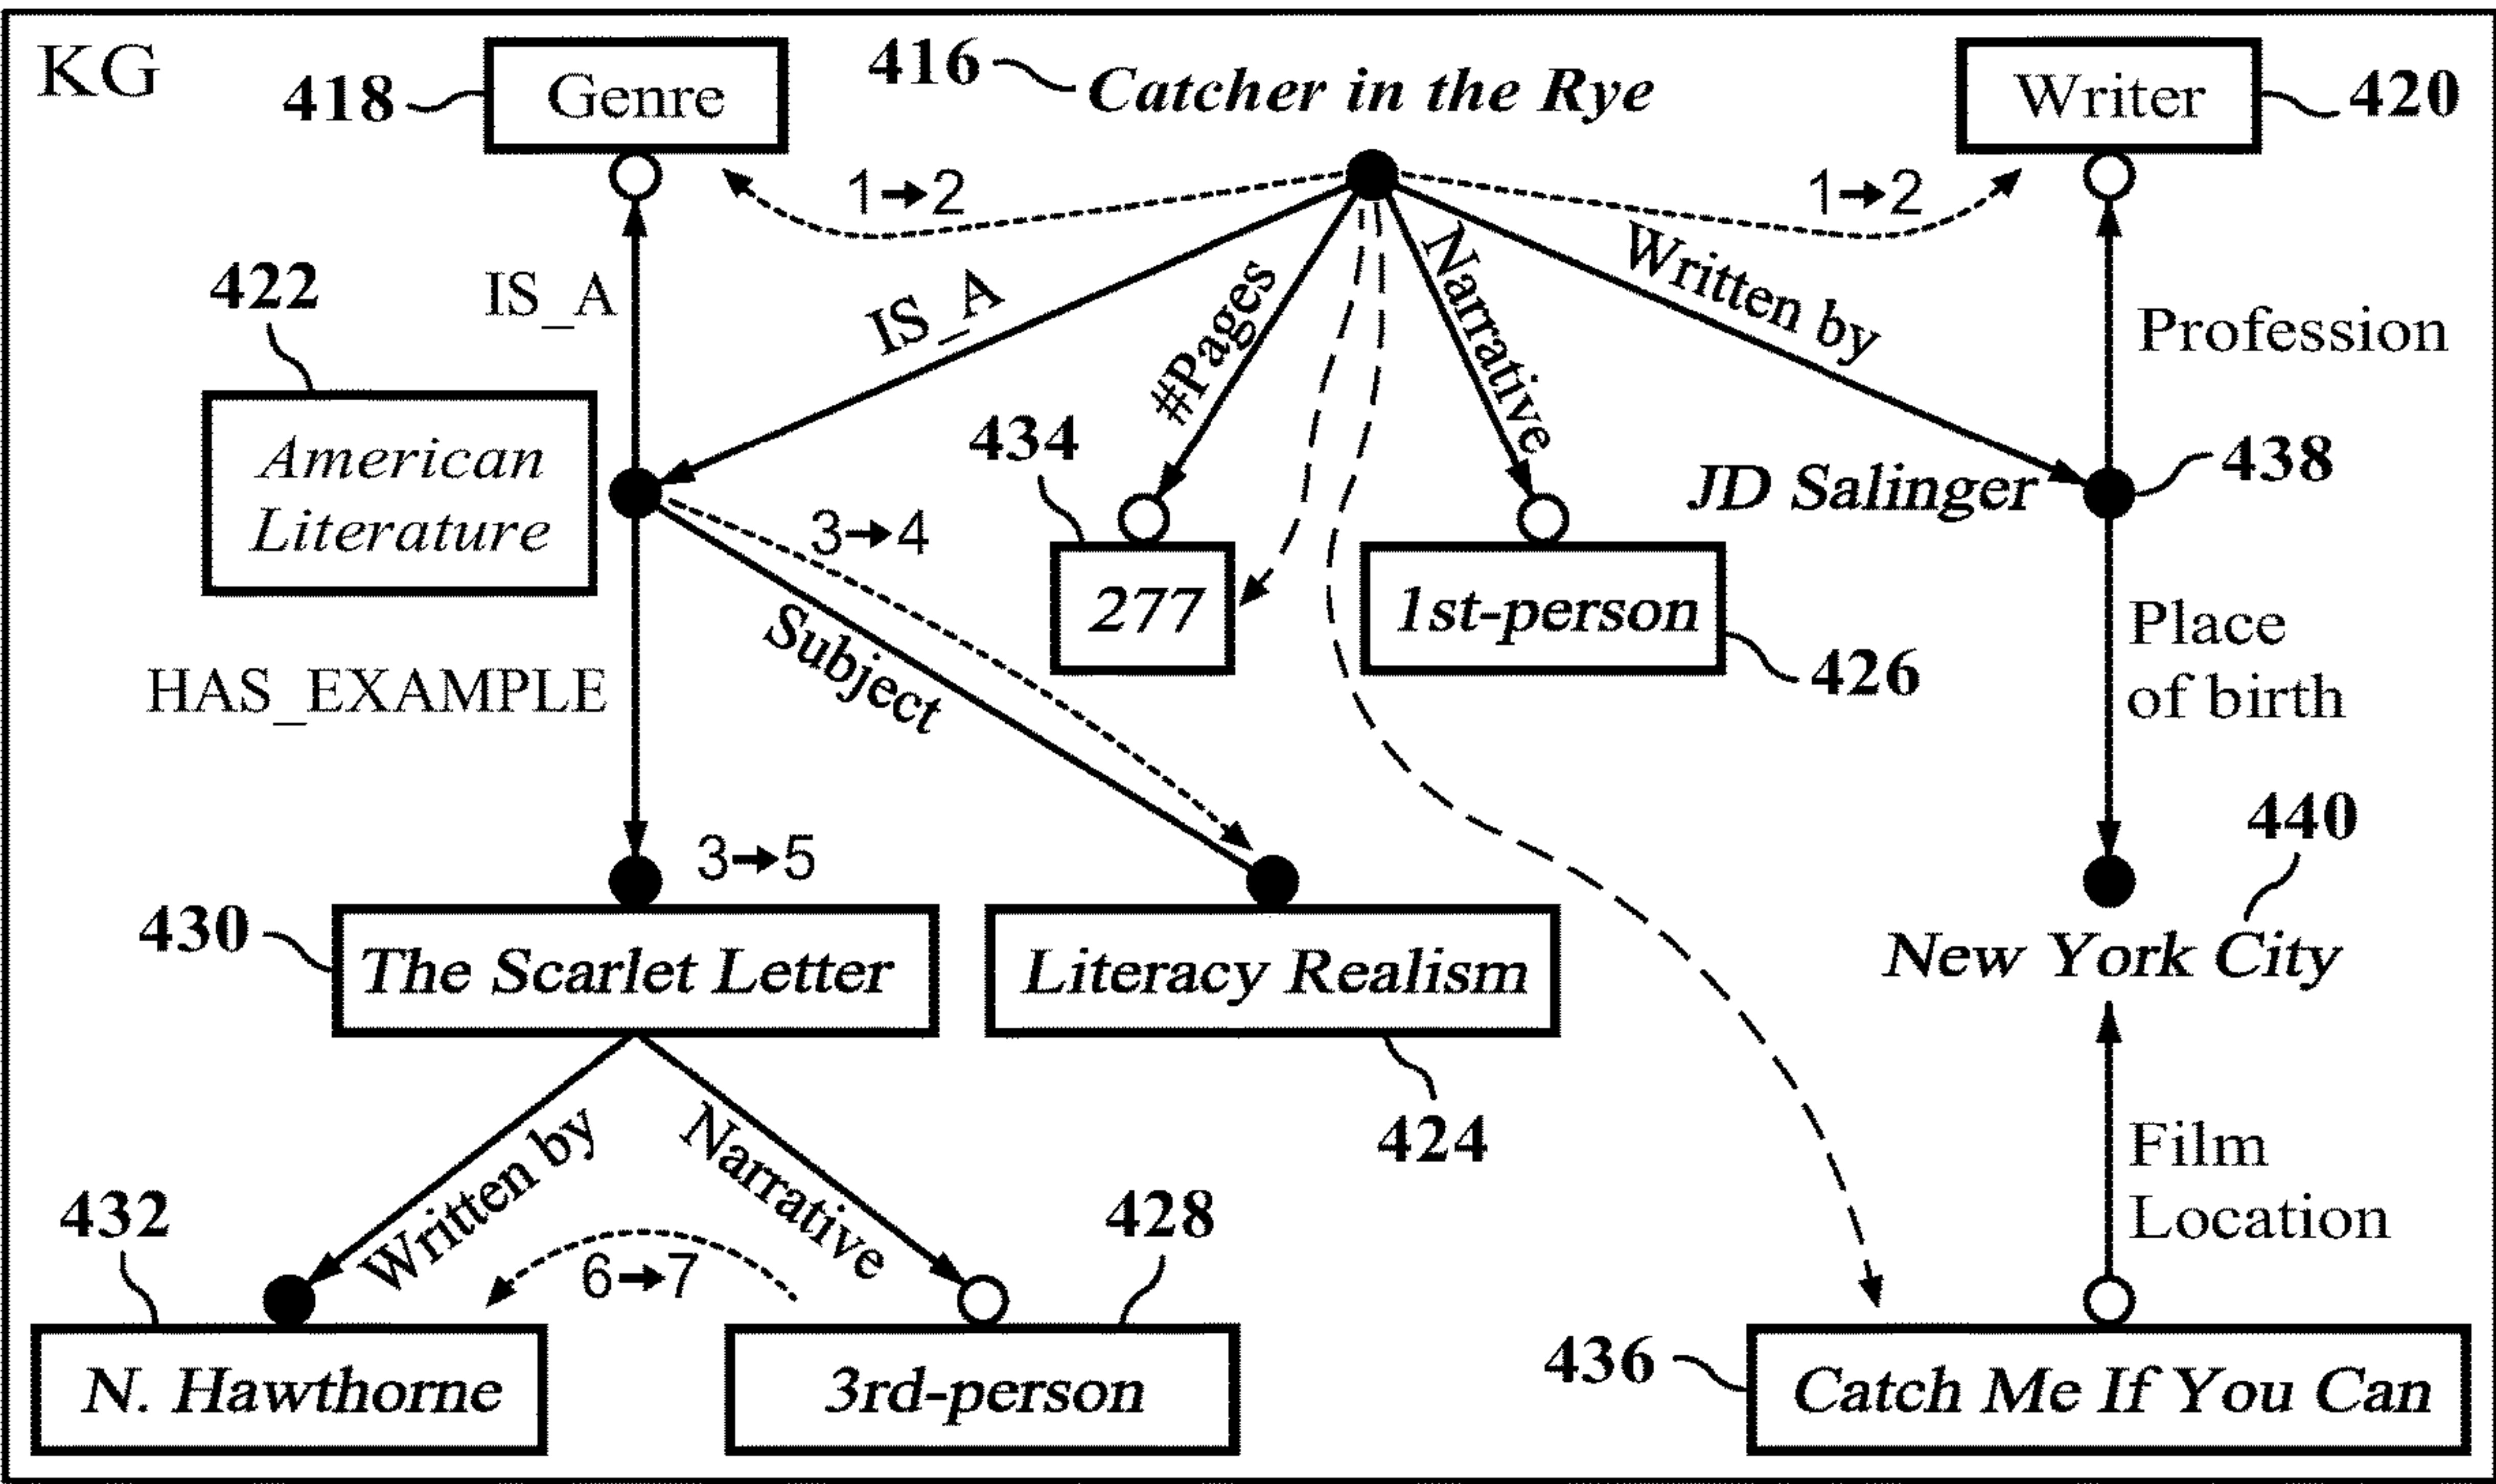 KG
418
Genre
416
Catcher in the Rye
Writer
420
1→2
1→2
422
IS_A
IS_A
#Pages
Narrative
Written by
Profession
American
Literature
434
JD Salinger
438
3→4
277
1st-person
426
Place
of birth
Subject
HAS_EXAMPLE
3→5
440
430
The Scarlet Letter
Literacy Realism
New York City
424
Written by
Narrative
Film
Location
432
428
6→7
436
N. Hawthorne
3rd-person
Catch Me If You Can